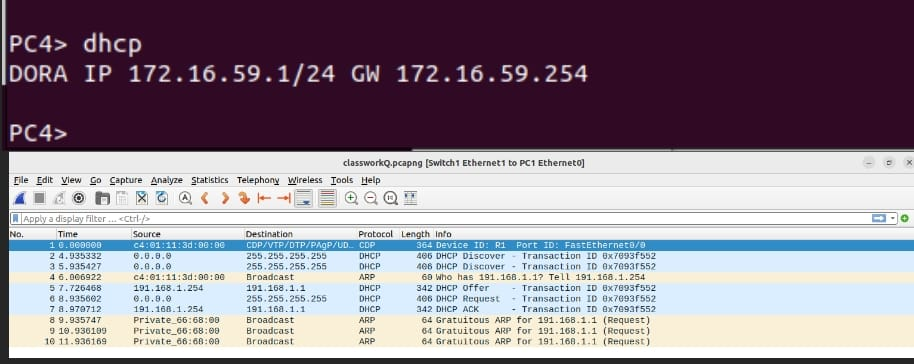 PC4> dhcp
DORA IP 172.16.59.1/24 GW 172.16.59.254
PC4>
classworkQ.pcapng [Switch1 Ethernet1 to PC1 Ethernet0]
File Edit View Go Capture Analyze Statistics Telephony Wireless Tools Help
Apply a display filter ... <Ctrl-/>
No. Time Source Destination Protocol Length Info
1 0.000000 c4:01:11:3d:00:00 CDP/VTP/DTP/PAgP/UD… CDP 364 Device ID: R1 Port ID: FastEthernet0/0
2 4.935332 0.0.0.0 255.255.255.255 DHCP 406 DHCP Discover - Transaction ID 0x7093f552
3 5.935427 0.0.0.0 255.255.255.255 DHCP 406 DHCP Discover - Transaction ID 0x7093f552
4 6.006922 c4:01:11:3d:00:00 Broadcast ARP 60 Who has 191.168.1.1? Tell 191.168.1.254
5 7.726468 191.168.1.254 191.168.1.1 DHCP 342 DHCP Offer - Transaction ID 0x7093f552
6 8.935602 0.0.0.0 255.255.255.255 DHCP 406 DHCP Request - Transaction ID 0x7093f552
7 8.970712 191.168.1.254 191.168.1.1 DHCP 342 DHCP ACK - Transaction ID 0x7093f552
8 9.935747 Private_66:68:00 Broadcast ARP 64 Gratuitous ARP for 191.168.1.1 (Request)
9 10.936109 Private_66:68:00 Broadcast ARP 64 Gratuitous ARP for 191.168.1.1 (Request)
10 11.936169 Private_66:68:00 Broadcast ARP 64 Gratuitous ARP for 191.168.1.1 (Request)